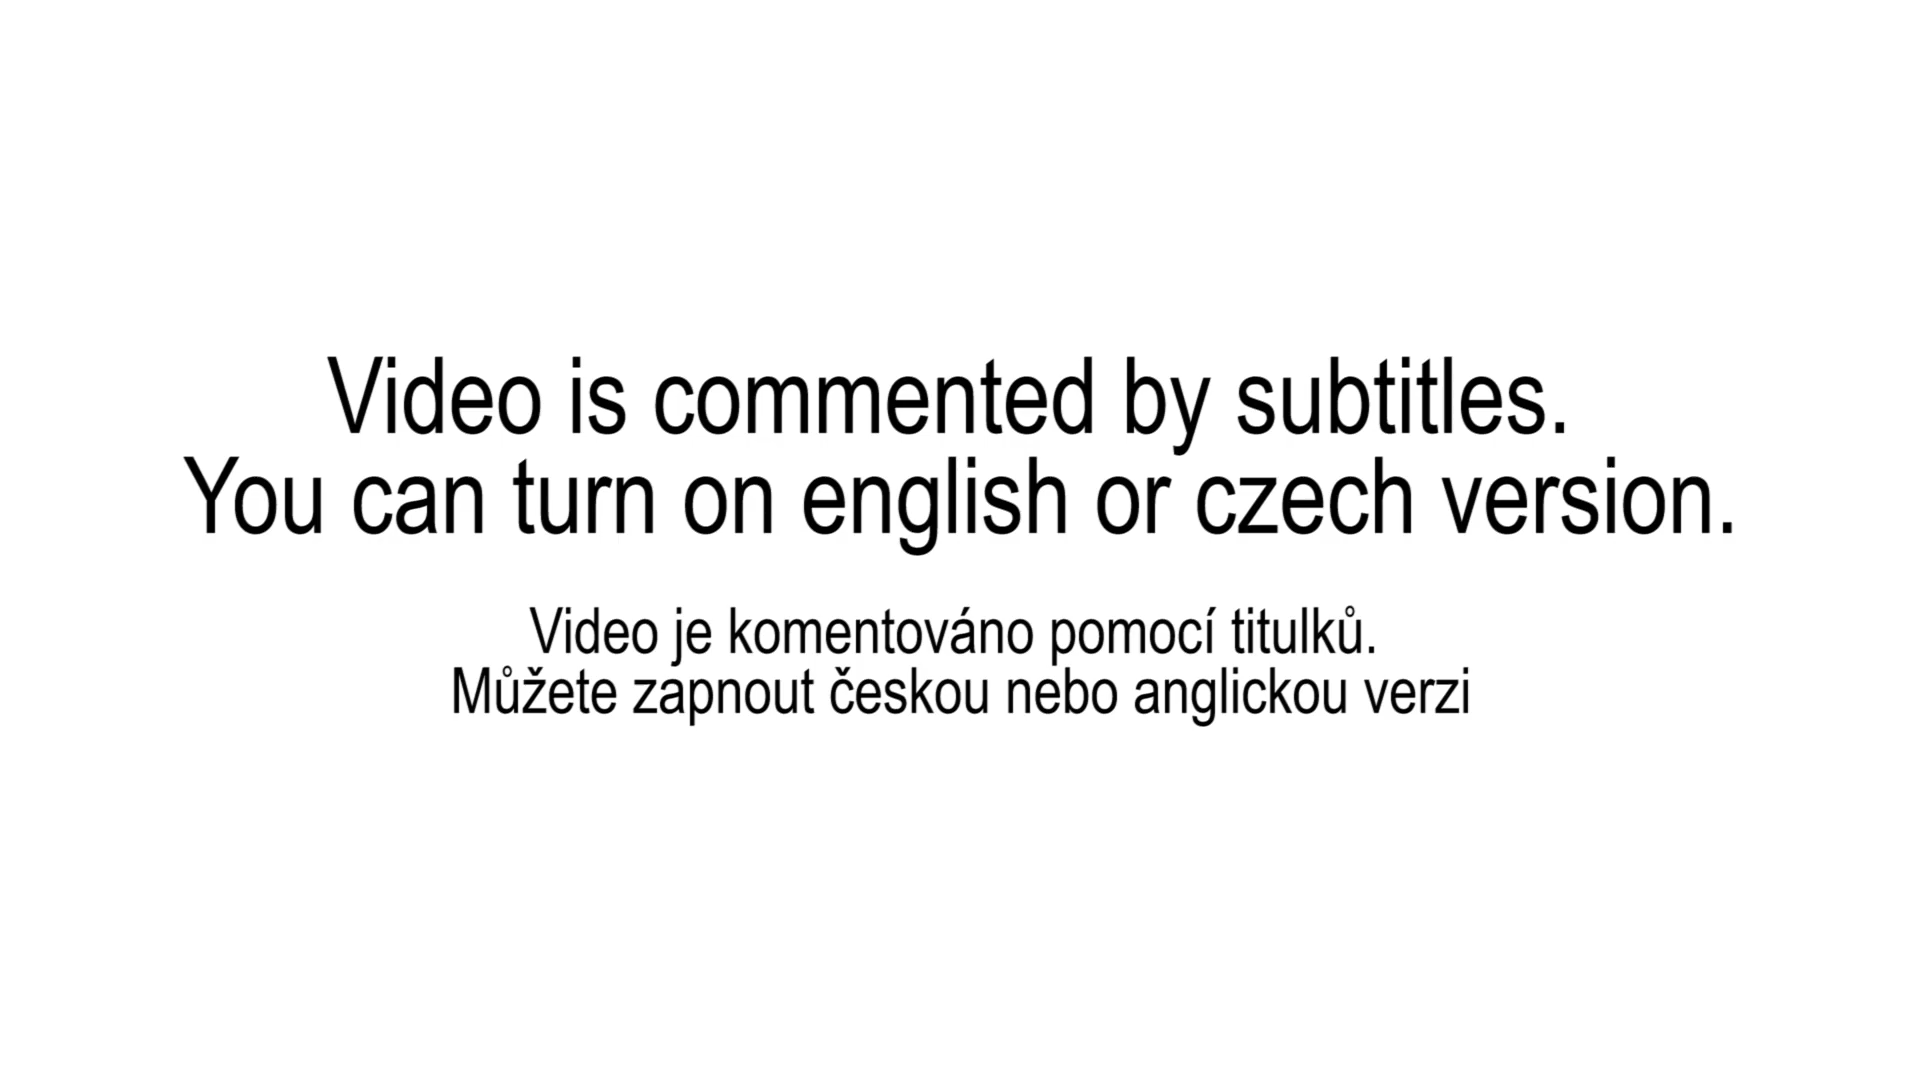 Video is commented by subtitles.
You can turn on english or czech version.
Video je komentováno pomocí titulků.
Můžete zapnout českou nebo anglickou verzi